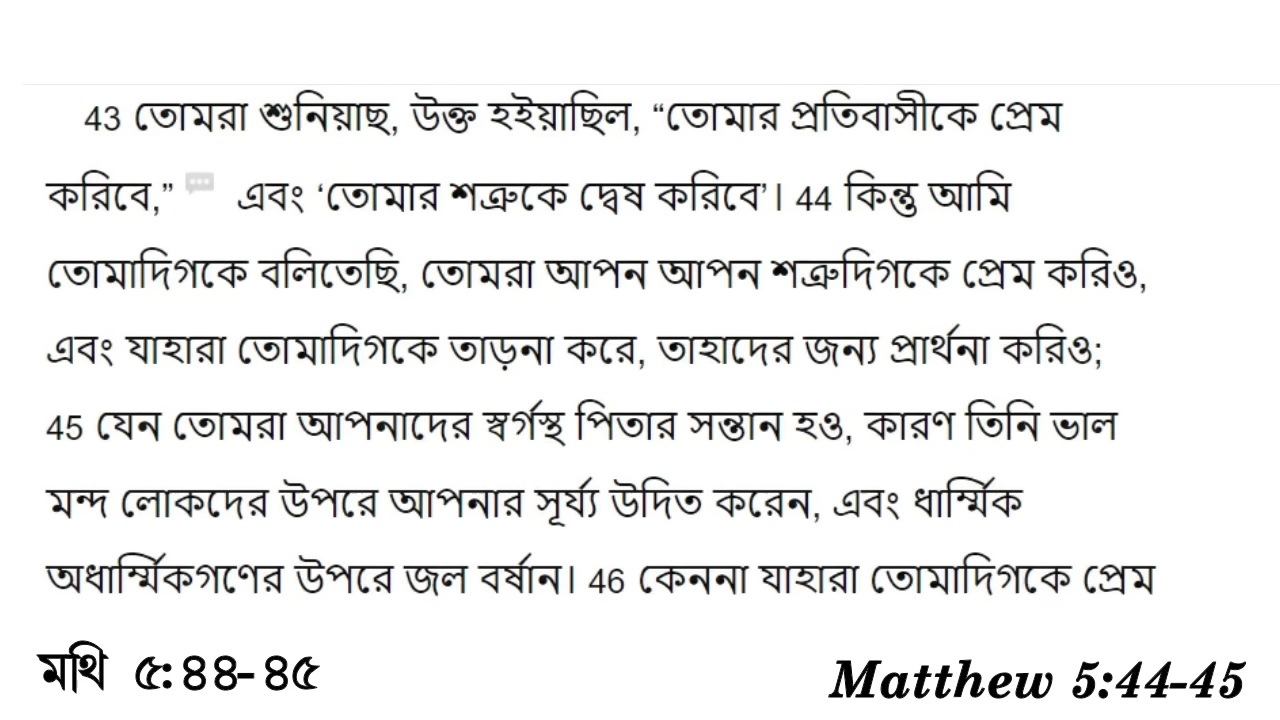 43 তোমরা শুনিয়াছ, উক্ত হইয়াছিল, “তোমার প্রতিবাসীকে প্রেম
করিবে,” এবং ‘তোমার শত্রুকে দ্বেষ করিবে’। 44 কিন্তু আমি
তোমাদিগকে বলিতেছি, তোমরা আপন আপন শত্রুদিগকে প্রেম করিও,
এবং যাহারা তোমাদিগকে তাড়না করে, তাহাদের জন্য প্রার্থনা করিও;
45 যেন তোমরা আপনাদের স্বর্গস্থ পিতার সন্তান হও, কারণ তিনি ভাল
মন্দ লোকদের উপরে আপনার সূর্য্য উদিত করেন, এবং ধার্ম্মিক
অধার্ম্মিকগণের উপরে জল বর্ষান। 46 কেননা যাহারা তোমাদিগকে প্রেম
মথি ৫:৪৪-৪৫
Matthew 5:44-45